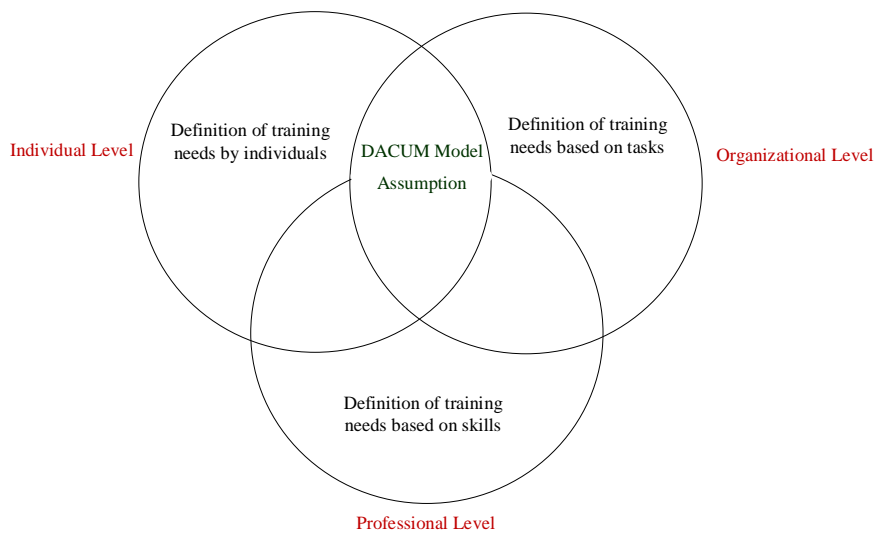 Individual Level
Definition of training
needs by individuals
DACUM Model
Assumption
Definition of training
needs based on tasks
Organizational Level
Definition of training
needs based on skills
Professional Level